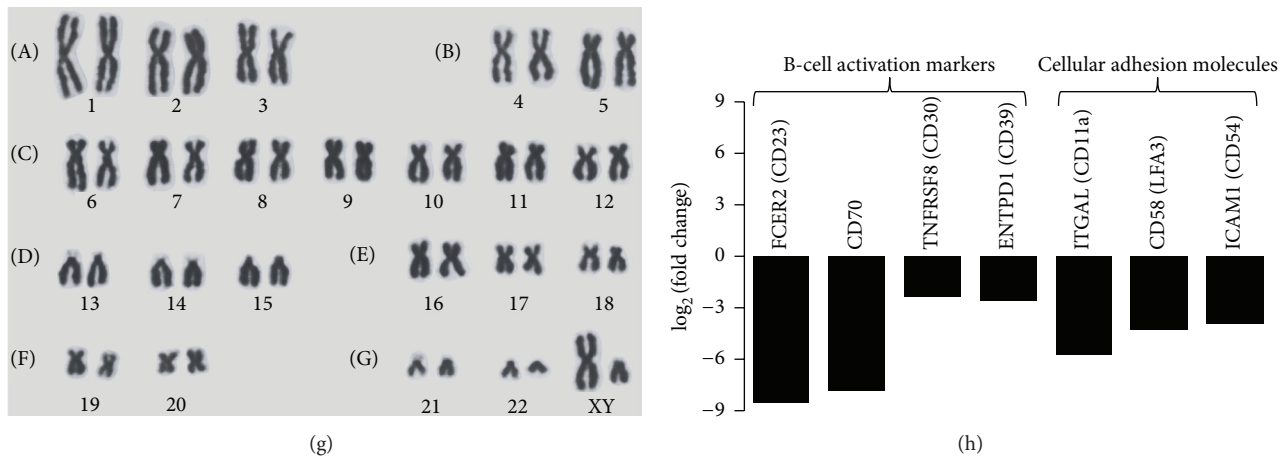 (A)
(B)
1
2
3
4
5
(C)
6
7
8
9
10
11
12
(D)
(E)
13
14
15
16
17
18
(F)
(G)
19
20
21
22
XY
(g)
B-cell activation markers
Cellular adhesion molecules
log2 (fold change)
9
6
3
0
−3
−6
−9
FCER2 (CD23)
CD70
TNFRSF8 (CD30)
ENTPD1 (CD39)
ITGAL (CD11a)
CD58 (LFA3)
ICAM1 (CD54)
(h)